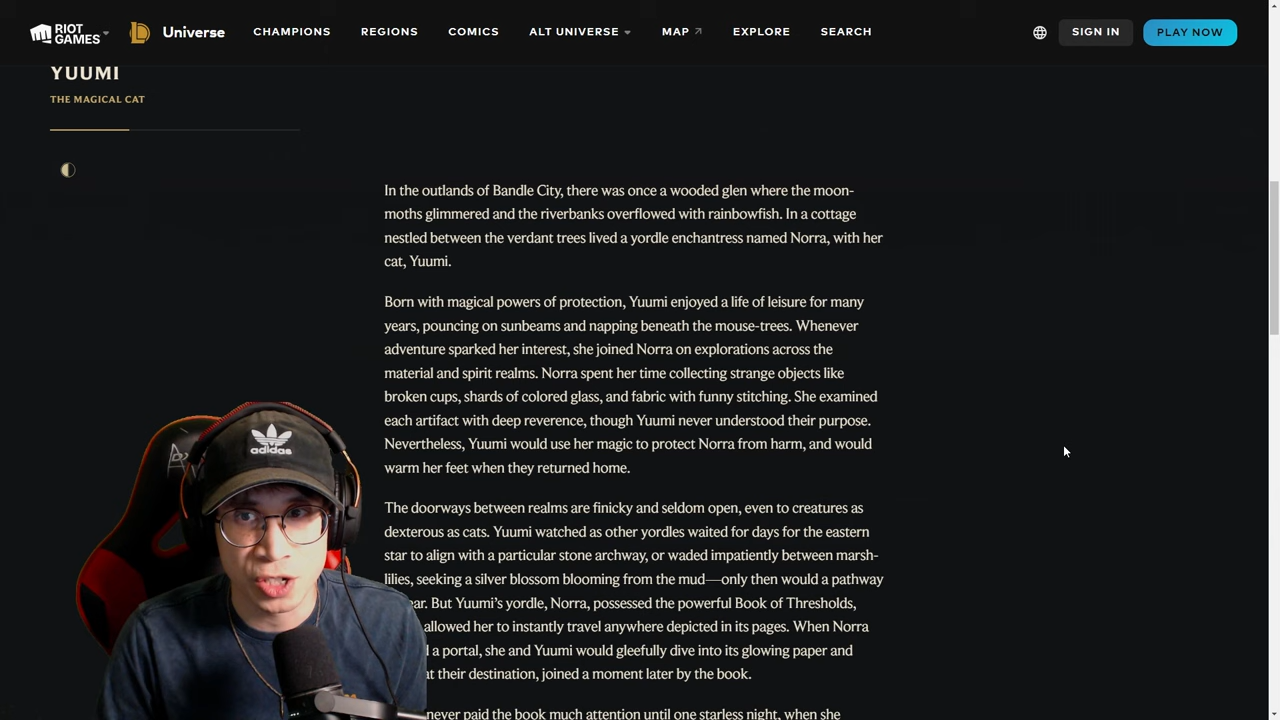 RIOT GAMES Universe CHAMPIONS REGIONS COMICS ALT UNIVERSE MAP EXPLORE SEARCH SIGN IN PLAY NOW
YUUMI
THE MAGICAL CAT
In the outlands of Bandle City, there was once a wooded glen where the moon-
moths glimmered and the riverbanks overflowed with rainbowfish. In a cottage
nestled between the verdant trees lived a yordle enchantress named Norra, with her
cat, Yuumi.
Born with magical powers of protection, Yuumi enjoyed a life of leisure for many
years, pouncing on sunbeams and napping beneath the mouse-trees. Whenever
adventure sparked her interest, she joined Norra on explorations across the
material and spirit realms. Norra spent her time collecting strange objects like
broken cups, shards of colored glass, and fabric with funny stitching. She examined
each artifact with deep reverence, though Yuumi never understood their purpose.
Nevertheless, Yuumi would use her magic to protect Norra from harm, and would
warm her feet when they returned home.
The doorways between realms are finicky and seldom open, even to creatures as
dexterous as cats. Yuumi watched as other yordles waited for days for the eastern
star to align with a particular stone archway, or waded impatiently between marsh-
lilies, seeking a silver blossom blooming from the mud—only then would a pathway
But Yuumi's yordle, Norra, possessed the powerful Book of Thresholds,
allowed her to instantly travel anywhere depicted in its pages. When Norra
a portal, she and Yuumi would gleefully dive into its glowing paper and
at their destination, joined a moment later by the book.
never paid the book much attention until one starless night, when she
adidas